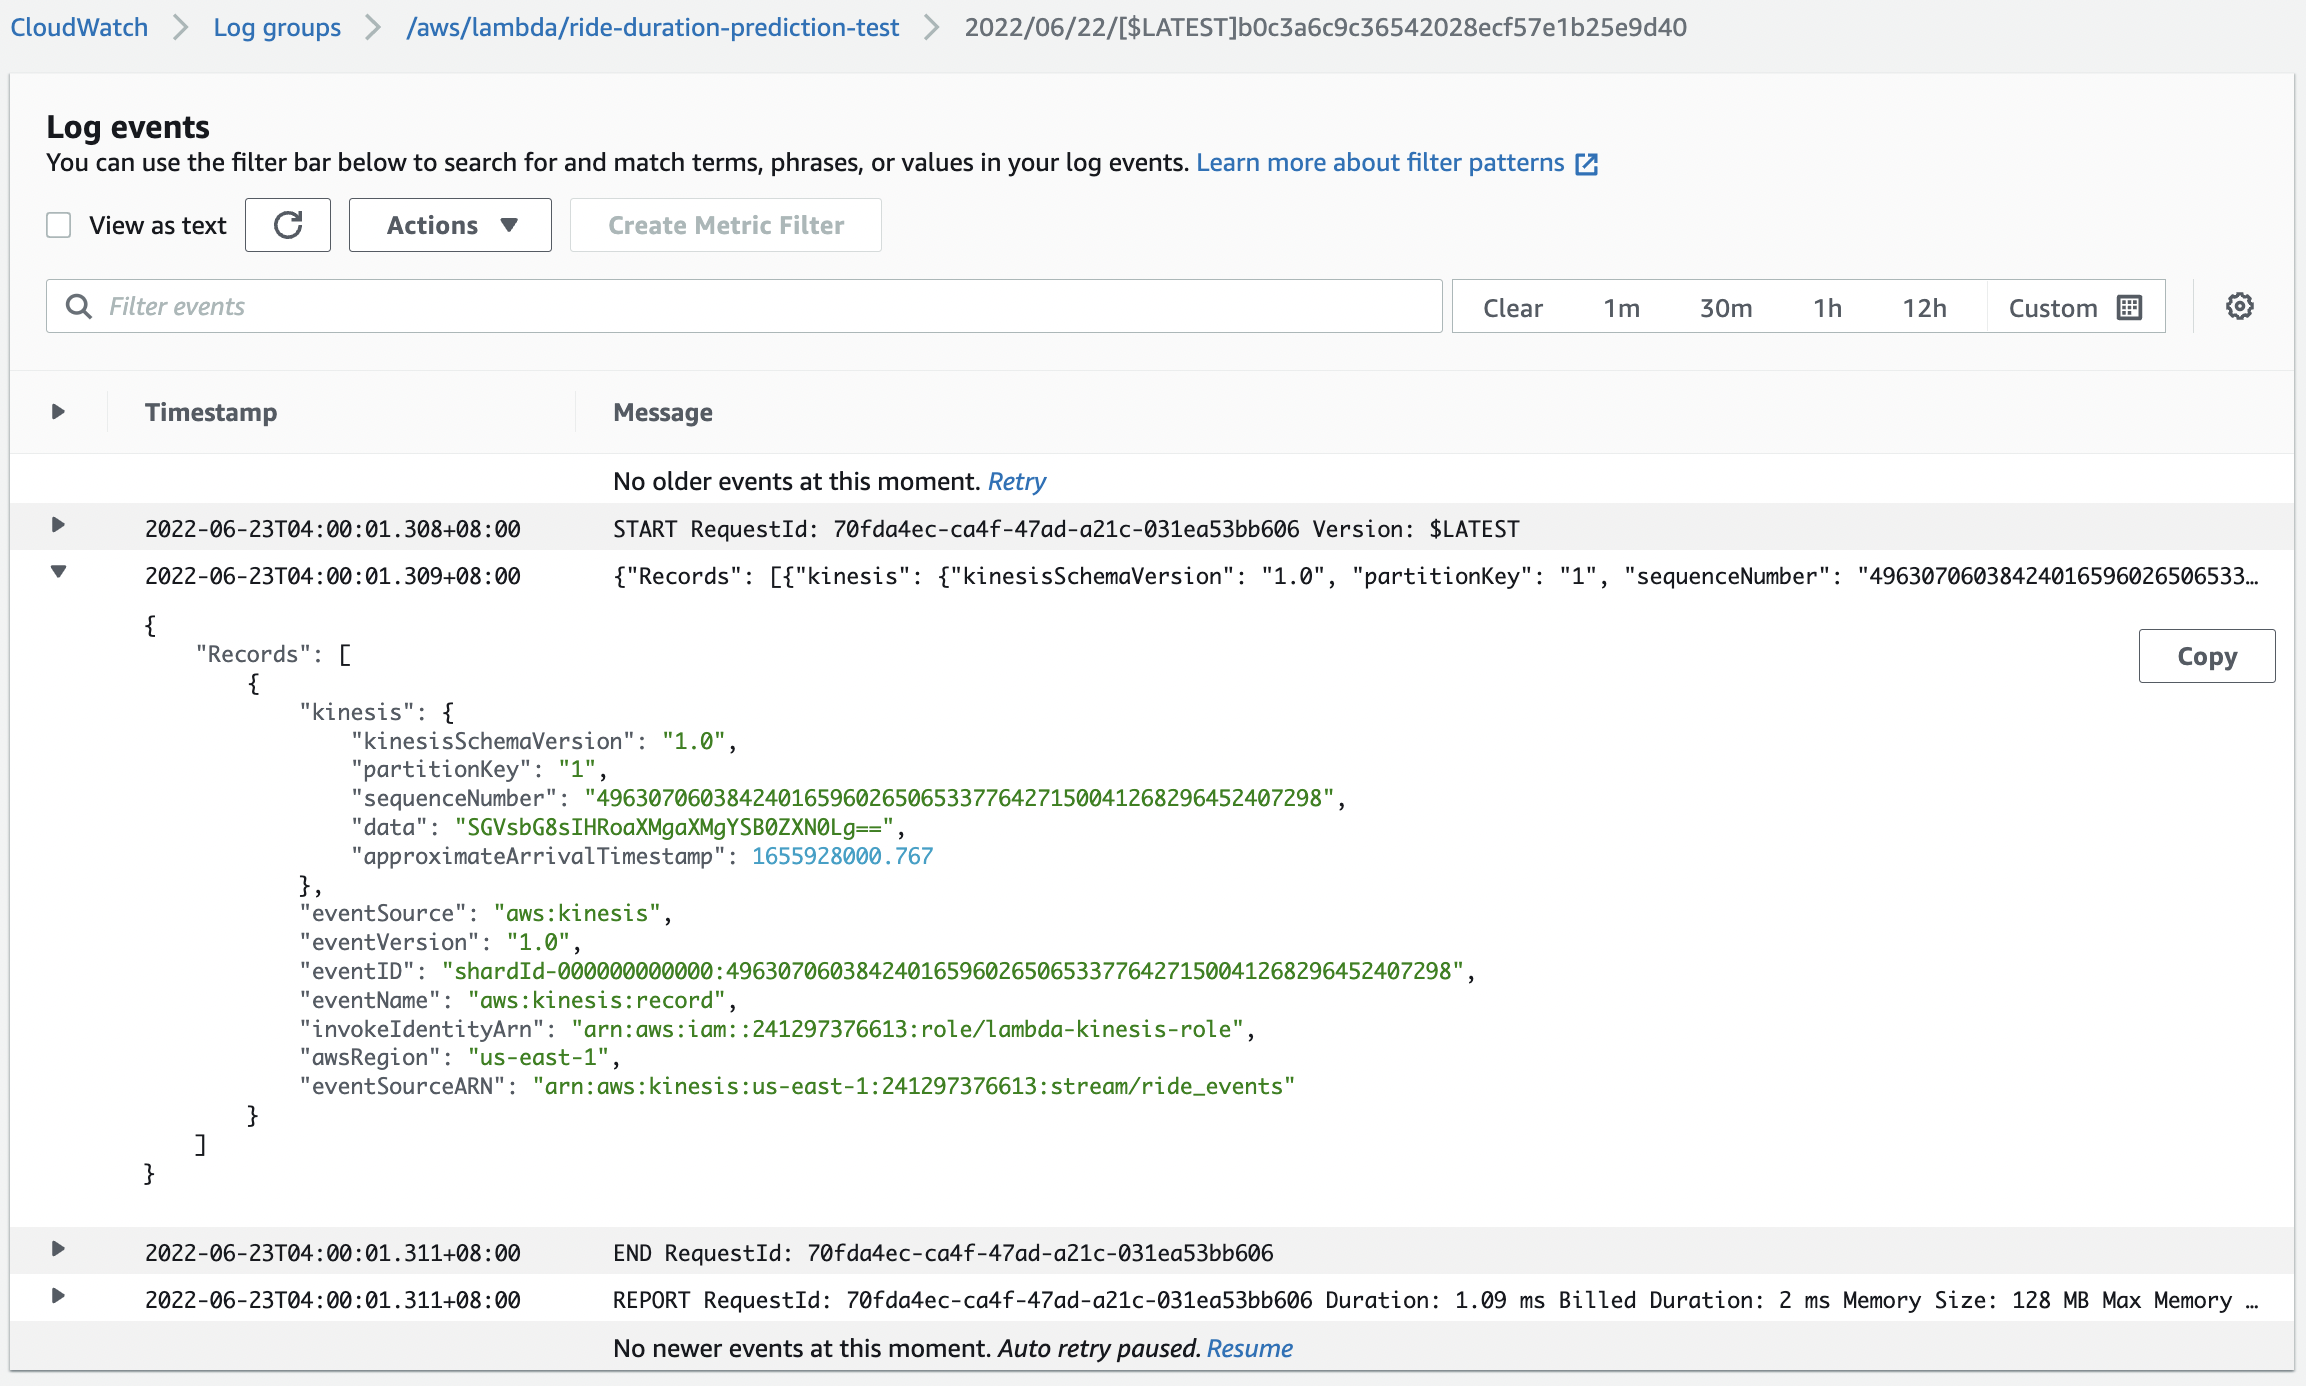 CloudWatch > Log groups > /aws/lambda/ride-duration-prediction-test > 2022/06/22/[$LATEST]b0c3a6c9c36542028ecf57e1b25e9d40
Log events
You can use the filter bar below to search for and match terms, phrases, or values in your log events. Learn more about filter patterns
View as text Actions Create Metric Filter
Filter events Clear 1m 30m 1h 12h Custom
Timestamp Message
No older events at this moment. Retry
2022-06-23T04:00:01.308+08:00 START RequestId: 70fda4ec-ca4f-47ad-a21c-031ea53bb606 Version: $LATEST
2022-06-23T04:00:01.309+08:00 {"Records": [{"kinesis": {"kinesisSchemaVersion": "1.0", "partitionKey": "1", "sequenceNumber": "49630706038424016596026506533…
{
"Records": [
Copy
{
"kinesis": {
"kinesisSchemaVersion": "1.0",
"partitionKey": "1",
"sequenceNumber": "49630706038424016596026506533776427150041268296452407298",
"data": "SGVsbG8sIHRoaXMgaXMgYSB0ZXN0Lg==",
"approximateArrivalTimestamp": 1655928000.767
},
"eventSource": "aws:kinesis",
"eventVersion": "1.0",
"eventID": "shardId-000000000000:49630706038424016596026506533776427150041268296452407298",
"eventName": "aws:kinesis:record",
"invokeIdentityArn": "arn:aws:iam::241297376613:role/lambda-kinesis-role",
"awsRegion": "us-east-1",
"eventSourceARN": "arn:aws:kinesis:us-east-1:241297376613:stream/ride_events"
}
]
}
2022-06-23T04:00:01.311+08:00 END RequestId: 70fda4ec-ca4f-47ad-a21c-031ea53bb606
2022-06-23T04:00:01.311+08:00 REPORT RequestId: 70fda4ec-ca4f-47ad-a21c-031ea53bb606 Duration: 1.09 ms Billed Duration: 2 ms Memory Size: 128 MB Max Memory …
No newer events at this moment. Auto retry paused. Resume